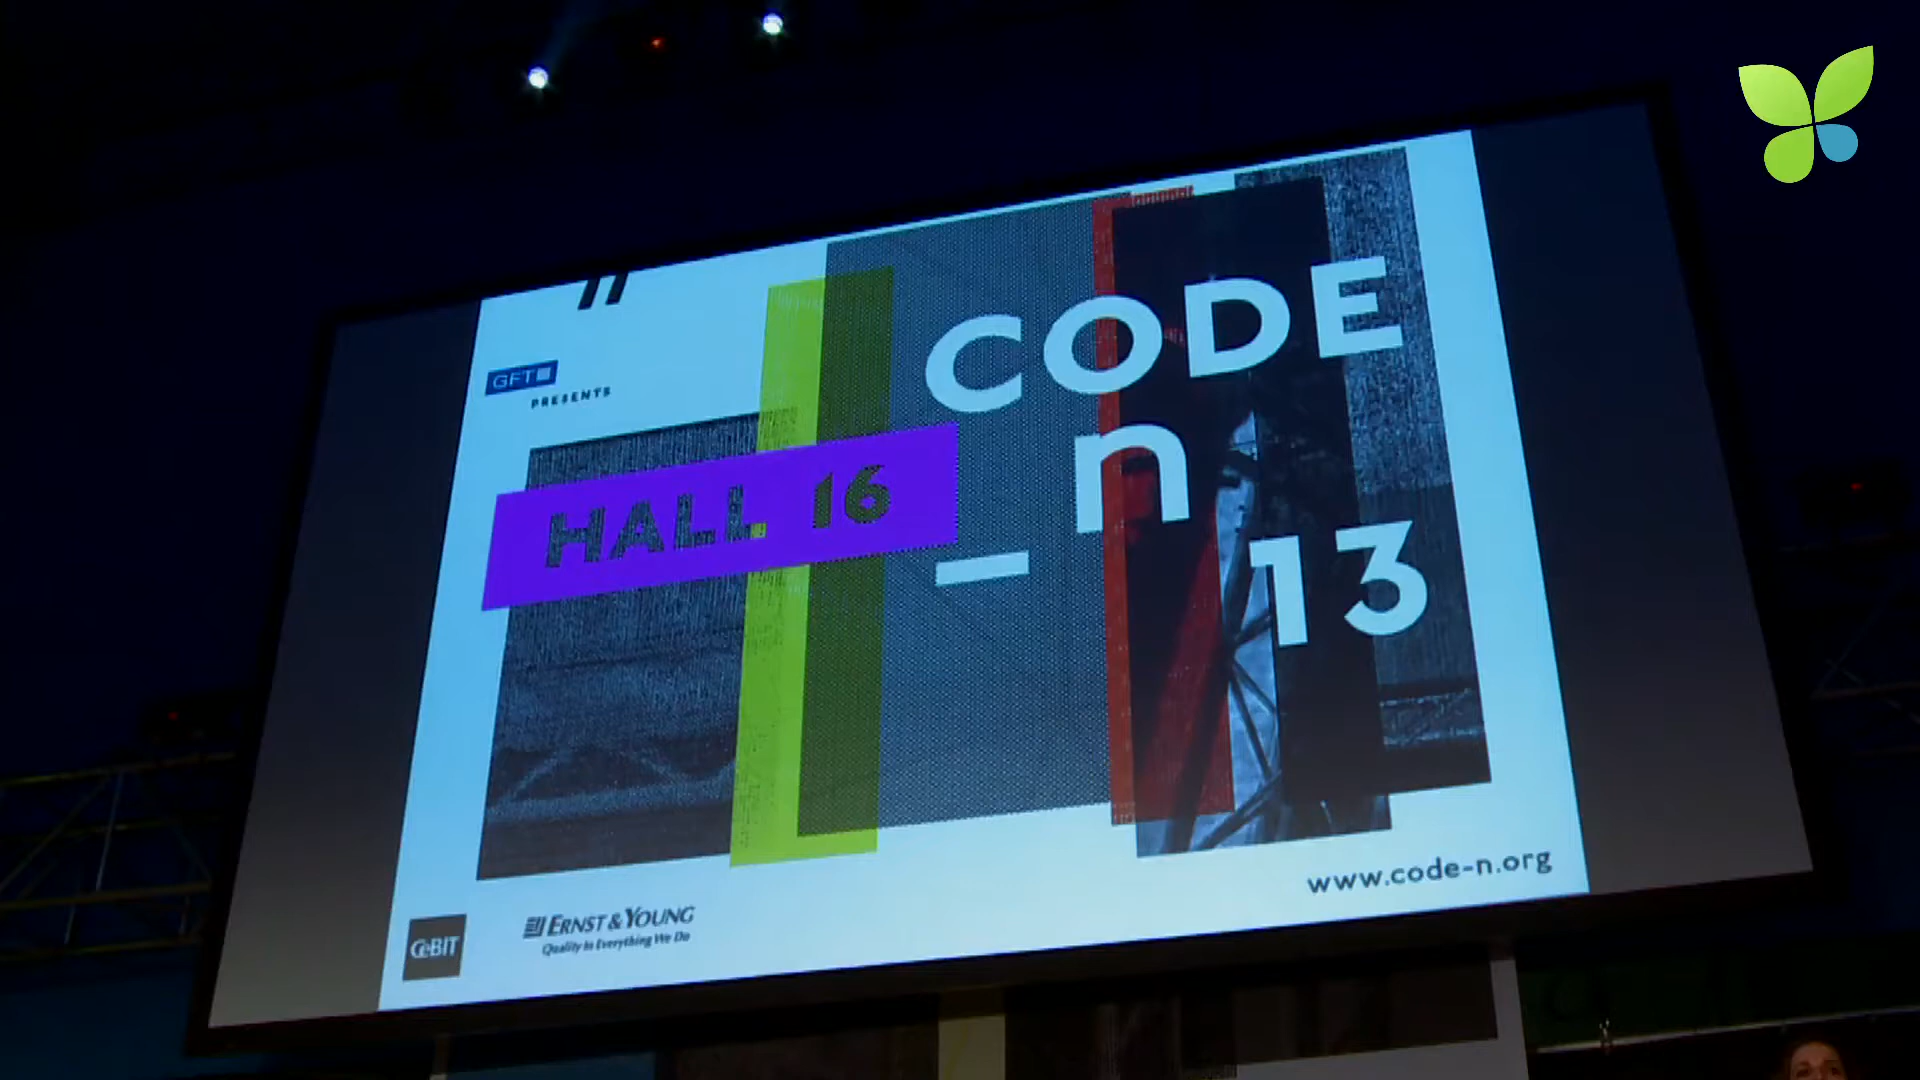 GFT
PRESENTS
CODE
n
HALL 16
_
13
www.code-n.org
CeBIT
ERNST & YOUNG
Quality In Everything We Do